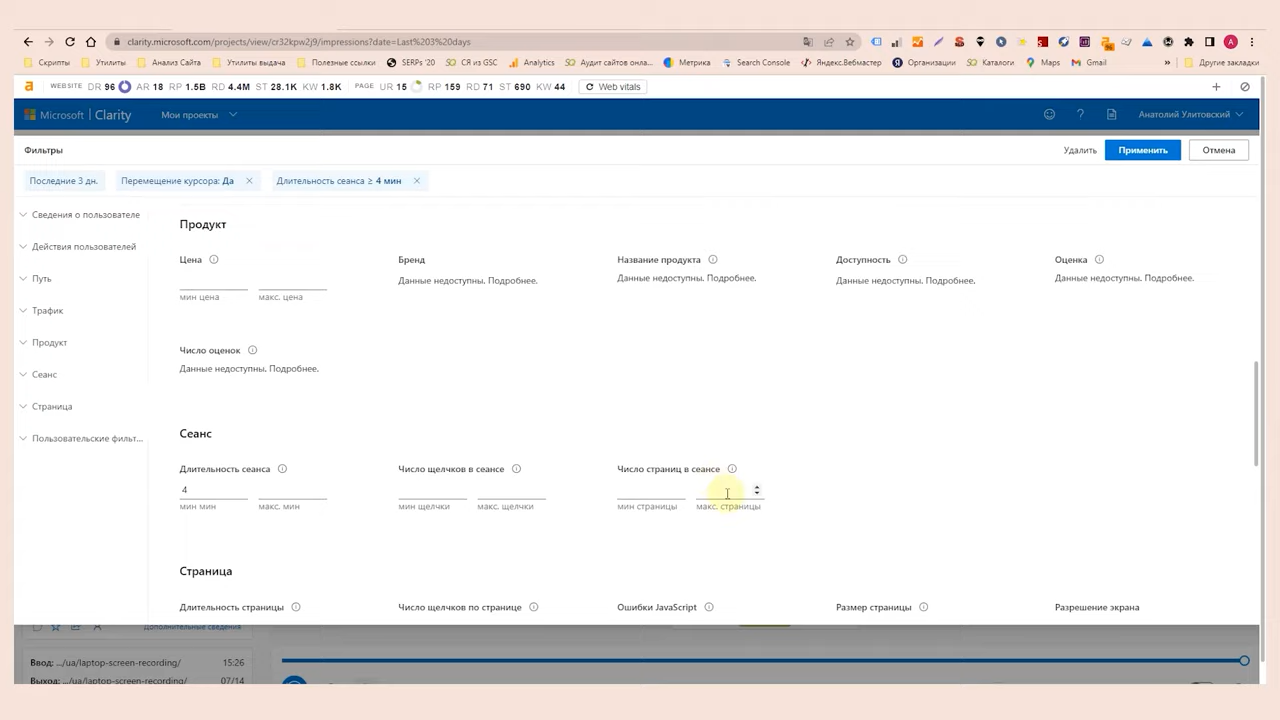 clarity.microsoft.com/projects/view/cr32kpw2j9/impressions?date=Last%203%20days
Скрипты Утилиты Анализ Сайта Утилиты выдача Полезные ссылки SERPs '20 СЯ из GSC Analytics Аудит сайтов онлай... Метрика Search Console Яндекс.Вебмастер Организации Каталоги Maps Gmail » Другие закладки
WEBSITE DR 96 AR 18 RP 1.5B RD 4.4M ST 28.1K KW 1.8K PAGE UR 15 RP 159 RD 71 ST 690 KW 44 Web vitals
Microsoft | Clarity Мои проекты Анатолий Улитовский
Фильтры Удалить Применить Отмена
Последние 3 дн. Перемещение курсора: Да Длительность сеанса ≥ 4 мин
Сведения о пользователе
Действия пользователей
Путь
Трафик
Продукт
Сеанс
Страница
Пользовательские фильт...
Продукт
Цена Бренд Название продукта Доступность Оценка
Данные недоступны. Подробнее. Данные недоступны. Подробнее. Данные недоступны. Подробнее. Данные недоступны. Подробнее.
мин цена макс. цена
Число оценок
Данные недоступны. Подробнее.
Сеанс
Длительность сеанса Число щелчков в сеансе Число страниц в сеансе
4
мин мин макс. мин мин щелчки макс. щелчки мин страницы макс. страницы
Страница
Длительность страницы Число щелчков по странице Ошибки JavaScript Размер страницы Разрешение экрана
Дополнительные сведения
Ввод: .../ua/laptop-screen-recording/ 15:26
Выход: .../ua/laptop-screen-recording/ 07/14